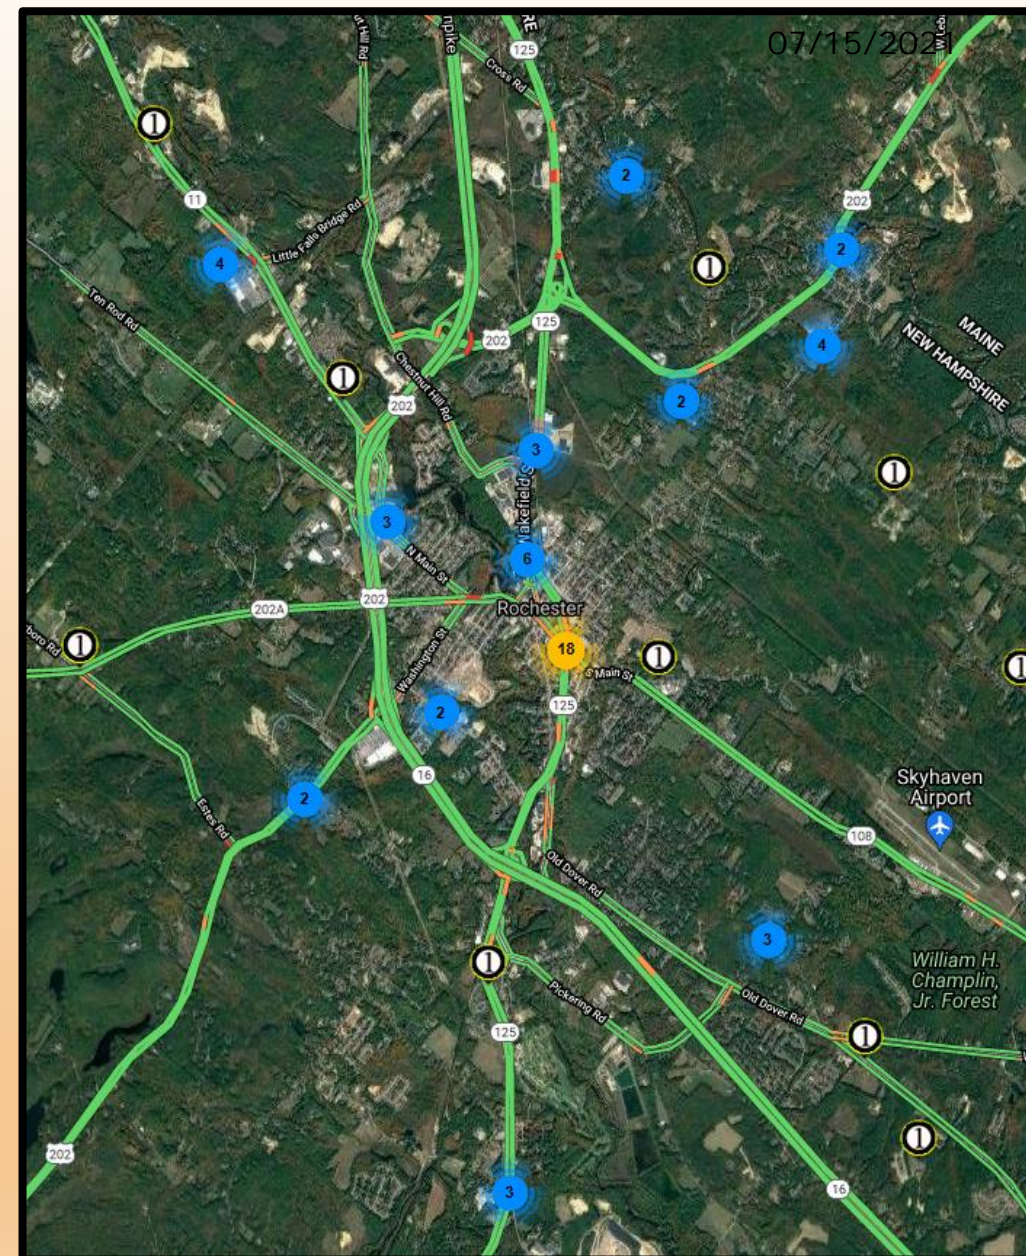 07/15/2021
125
Cross Rd
1
11
2
202
Little Falls Bridge Rd
4
1
2
Ten Rod Rd
125
202
MAINE
NEW HAMPSHIRE
4
1
202
Chestnut Hill Rd
2
3
1
3
N Main St
6
202A
202
Rochester
Washington St
1
18
1
1
S Main St
125
2
16
2
Skyhaven
Airport
Estes Rd
108
Old Dover Rd
3
1
William H.
Champlin,
Jr. Forest
Pickering Rd
Old Dover Rd
125
1
202
1
16
3